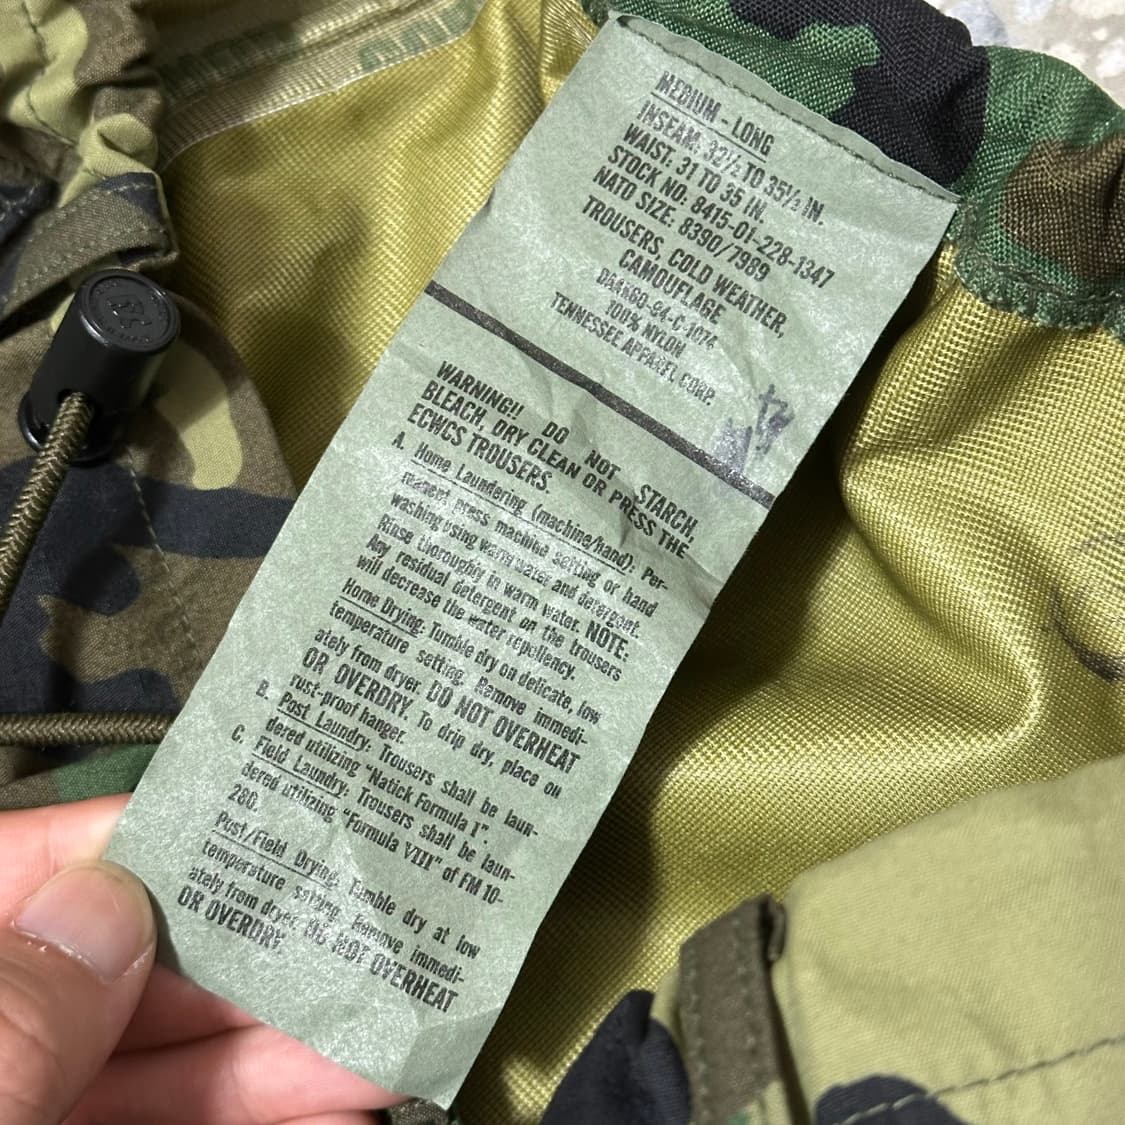 MEDIUM - LONG
INSEAM: 32½ TO 35½ IN.
WAIST: 31 TO 35 IN.
STOCK NO: 8415-01-228-1347
NATO SIZE: 8390/7989
TROUSERS, COLD WEATHER,
CAMOUFLAGE,
DAAK60-84-C-1074
100% NYLON
TENNESSEE APPAREL CORP.
WARNING!! DO NOT STARCH,
BLEACH, DRY CLEAN OR PRESS THE
ECWCS TROUSERS.
A. Home Laundering (machine/hand): Per-
manent press machine setting or hand
washing using warm water and detergent.
Rinse thoroughly in warm water. NOTE:
Any residual detergent on the trousers
will decrease the water repellency.
Home Drying: Tumble dry on delicate, low
temperature setting. Remove immedi-
ately from dryer. DO NOT OVERHEAT
OR OVERDRY. To drip dry, place on
rust-proof hanger.
B. Post Laundry: Trousers shall be laun-
dered utilizing "Natick Formula I".
C. Field Laundry: Trousers shall be laun-
dered utilizing "Formula VIII" of FM 10-
280.
Post/Field Drying: Tumble dry at low
temperature setting. Remove immedi-
ately from dryer. DO NOT OVERHEAT
OR OVERDRY.